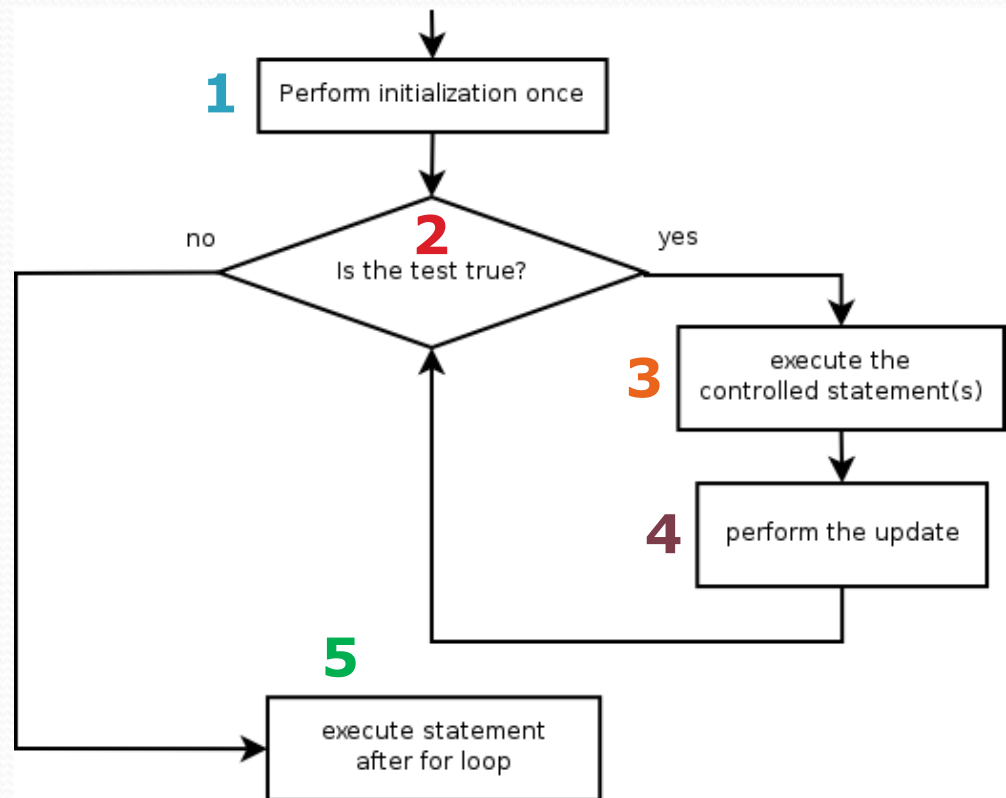 1
Perform initialization once
2
no
yes
Is the test true?
3
execute the
controlled statement(s)
4
perform the update
5
execute statement
after for loop